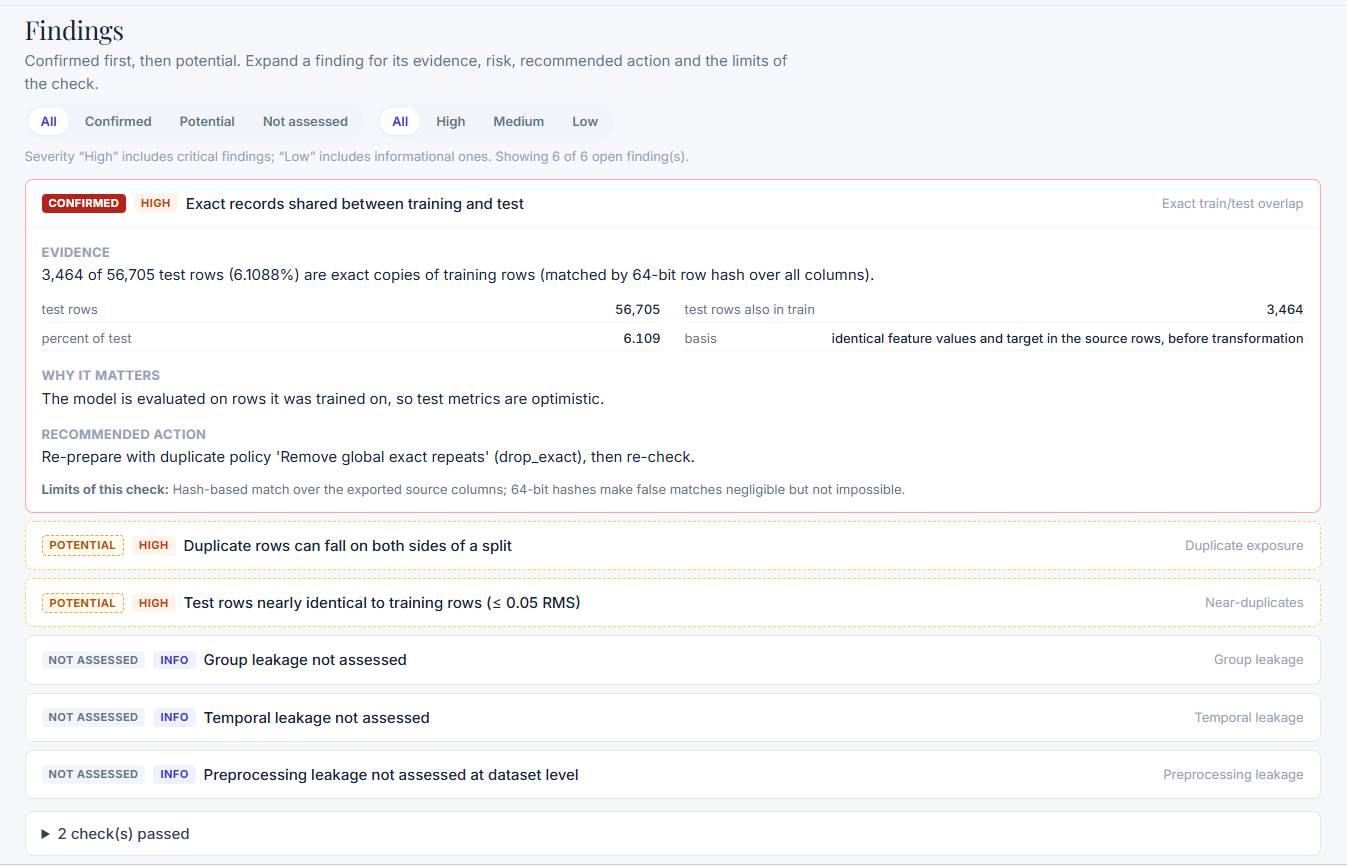 Findings
Confirmed first, then potential. Expand a finding for its evidence, risk, recommended action and the limits of
the check.
All Confirmed Potential Not assessed All High Medium Low
Severity “High” includes critical findings; “Low” includes informational ones. Showing 6 of 6 open finding(s).
CONFIRMED HIGH Exact records shared between training and test Exact train/test overlap
EVIDENCE
3,464 of 56,705 test rows (6.1088%) are exact copies of training rows (matched by 64-bit row hash over all columns).
test rows 56,705 test rows also in train 3,464
percent of test 6.109 basis identical feature values and target in the source rows, before transformation
WHY IT MATTERS
The model is evaluated on rows it was trained on, so test metrics are optimistic.
RECOMMENDED ACTION
Re-prepare with duplicate policy 'Remove global exact repeats' (drop_exact), then re-check.
Limits of this check: Hash-based match over the exported source columns; 64-bit hashes make false matches negligible but not impossible.
POTENTIAL HIGH Duplicate rows can fall on both sides of a split Duplicate exposure
POTENTIAL HIGH Test rows nearly identical to training rows (≤ 0.05 RMS) Near-duplicates
NOT ASSESSED INFO Group leakage not assessed Group leakage
NOT ASSESSED INFO Temporal leakage not assessed Temporal leakage
NOT ASSESSED INFO Preprocessing leakage not assessed at dataset level Preprocessing leakage
▶ 2 check(s) passed